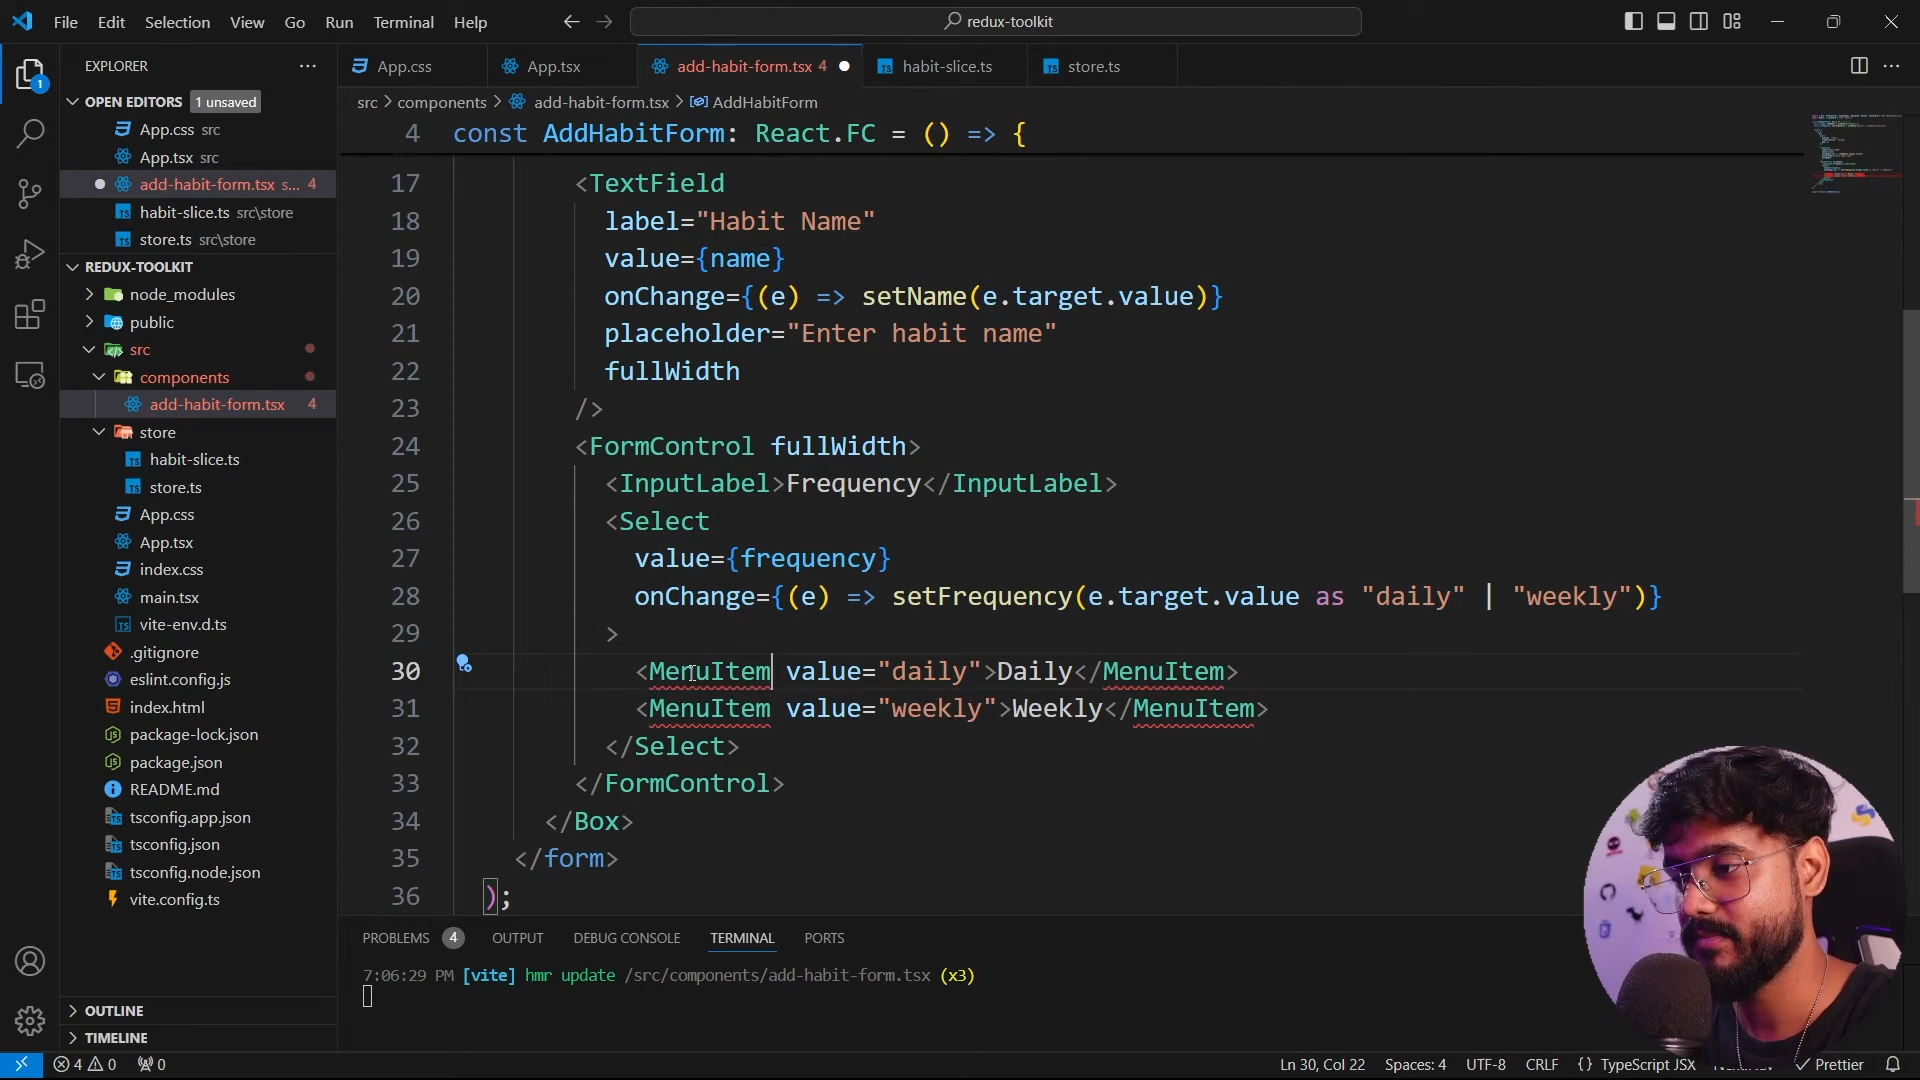 File Edit Selection View Go Run Terminal Help
redux-toolkit
EXPLORER
OPEN EDITORS 1 unsaved
App.css src
App.tsx src
add-habit-form.tsx s... 4
habit-slice.ts src\store
store.ts src\store
REDUX-TOOLKIT
node_modules
public
src
components
add-habit-form.tsx 4
store
habit-slice.ts
store.ts
App.css
App.tsx
index.css
main.tsx
vite-env.d.ts
.gitignore
eslint.config.js
index.html
package-lock.json
package.json
README.md
tsconfig.app.json
tsconfig.json
tsconfig.node.json
vite.config.ts
OUTLINE
TIMELINE
App.css App.tsx add-habit-form.tsx 4 habit-slice.ts store.ts
src > components > add-habit-form.tsx > AddHabitForm
4 const AddHabitForm: React.FC = () => {
17 <TextField
18 label="Habit Name"
19 value={name}
20 onChange={(e) => setName(e.target.value)}
21 placeholder="Enter habit name"
22 fullWidth
23 />
24 <FormControl fullWidth>
25 <InputLabel>Frequency</InputLabel>
26 <Select
27 value={frequency}
28 onChange={(e) => setFrequency(e.target.value as "daily" | "weekly")}
29 >
30 <MenuItem value="daily">Daily</MenuItem>
31 <MenuItem value="weekly">Weekly</MenuItem>
32 </Select>
33 </FormControl>
34 </Box>
35 </form>
36 );
PROBLEMS 4 OUTPUT DEBUG CONSOLE TERMINAL PORTS
7:06:29 PM [vite] hmr update /src/components/add-habit-form.tsx (x3)
4 0 0 Ln 30, Col 22 Spaces: 4 UTF-8 CRLF {} TypeScript JSX Prettier